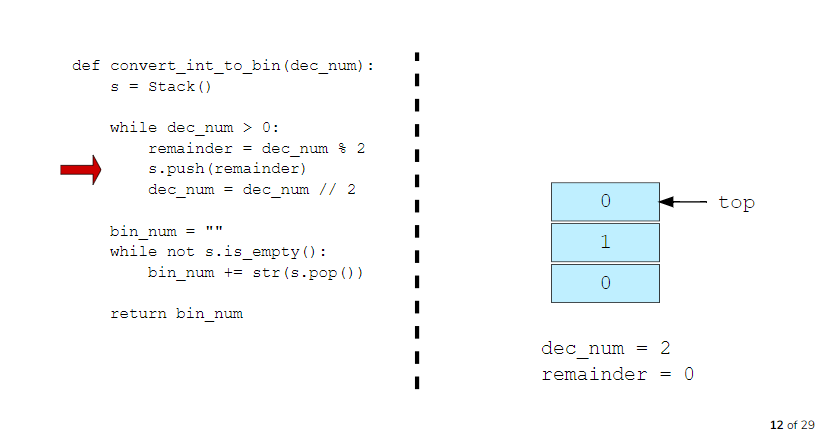 def convert_int_to_bin(dec_num):
    s = Stack()
    while dec_num > 0:
        remainder = dec_num % 2
        s.push(remainder)
        dec_num = dec_num // 2
    bin_num = ""
    while not s.is_empty():
        bin_num += str(s.pop())
    return bin_num
0
top
1
0
dec_num = 2
remainder = 0
12 of 29